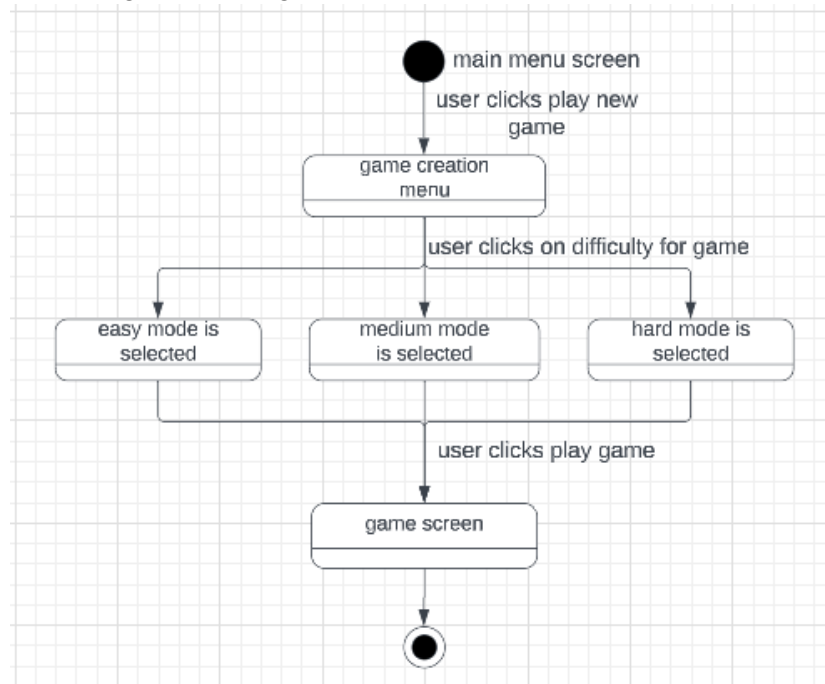 main menu screen
user clicks play new
game
game creation
menu
user clicks on difficulty for game
easy mode is
selected
medium mode
is selected
hard mode is
selected
user clicks play game
game screen